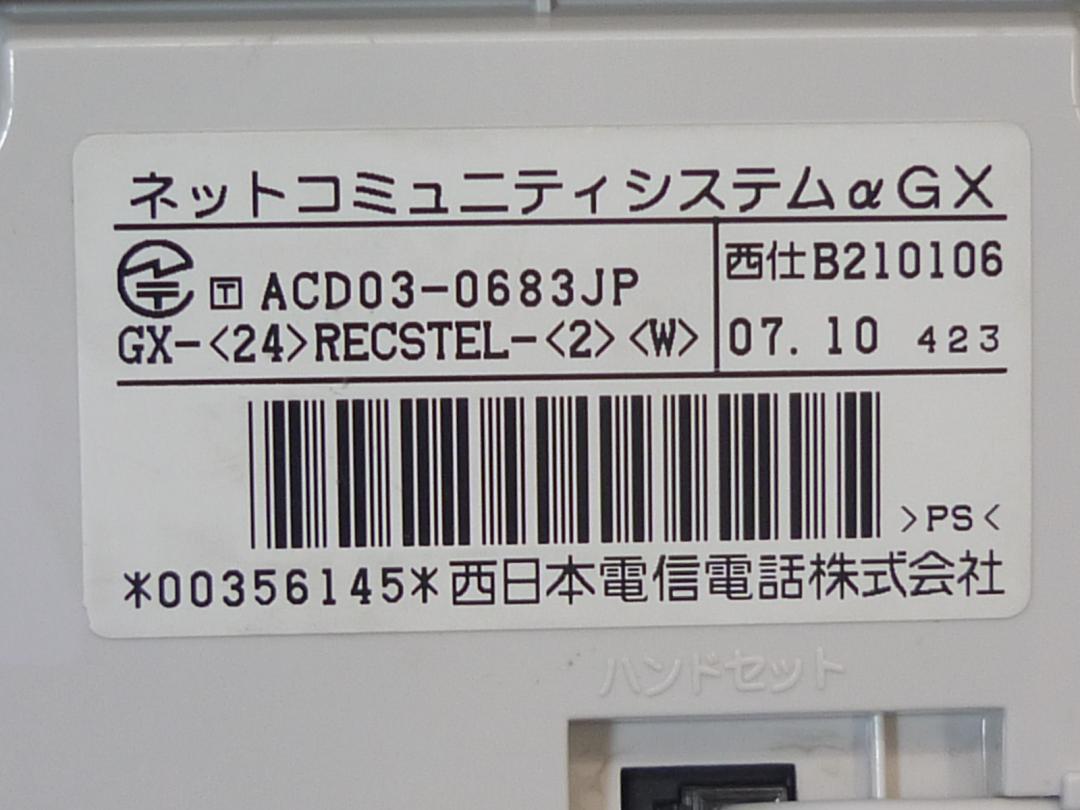 ネットコミュニティシステムαGX
T ACD03-0683JP
GX-<24>RECSTEL-<2><W>
西仕B210106
07.10 423
>PS<
*00356145*西日本電信電話株式会社
ハンドセット